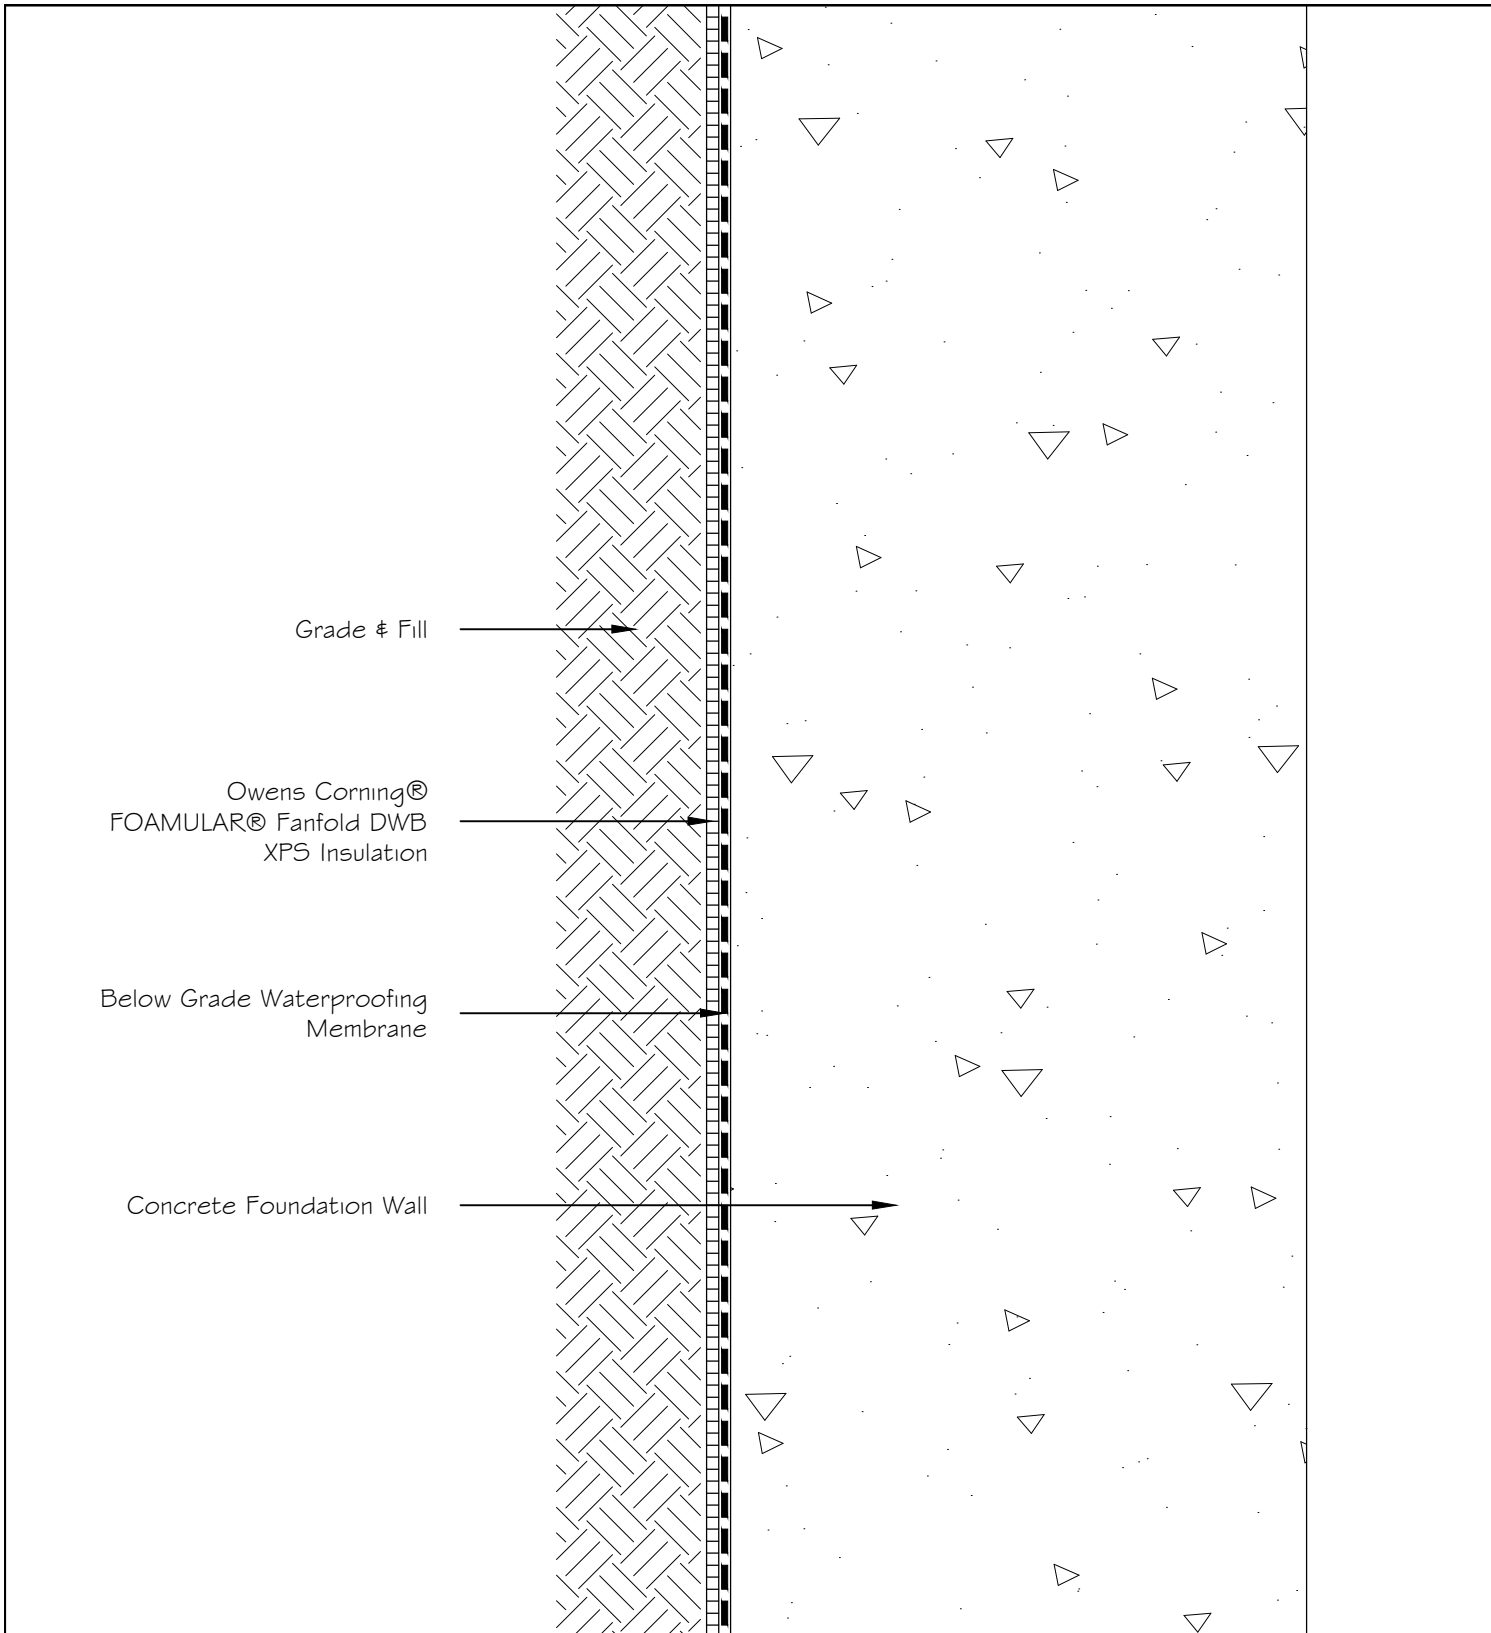 Grade & Fill
Owens Corning®
FOAMULAR® Fanfold DWB
XPS Insulation
Below Grade Waterproofing
Membrane
Concrete Foundation Wall